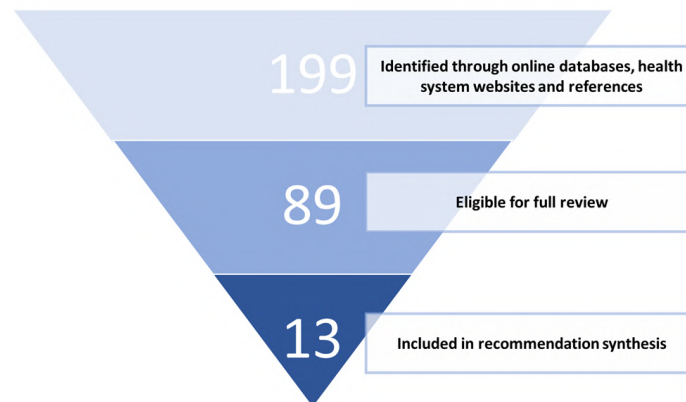 199
Identified through online databases, health
system websites and references
89
Eligible for full review
13
Included in recommendation synthesis